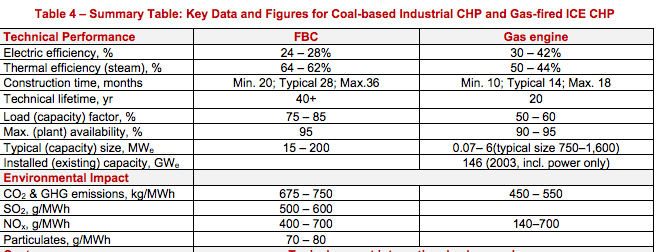 Table 4 – Summary Table: Key Data and Figures for Coal-based Industrial CHP and Gas-fired ICE CHP
Technical Performance FBC Gas engine
Electric efficiency, % 24 – 28% 30 – 42%
Thermal efficiency (steam), % 64 – 62% 50 – 44%
Construction time, months Min. 20; Typical 28; Max.36 Min. 10; Typical 14; Max. 18
Technical lifetime, yr 40+ 20
Load (capacity) factor, % 75 – 85 50 – 60
Max. (plant) availability, % 95 90 – 95
Typical (capacity) size, MWe 15 – 200 0.07– 6(typical size 750–1,600)
Installed (existing) capacity, GWe 146 (2003, incl. power only)
Environmental Impact
CO2 & GHG emissions, kg/MWh 675 – 750 450 – 550
SO2, g/MWh 500 – 600
NOX, g/MWh 400 – 700 140–700
Particulates, g/MWh 70 – 80